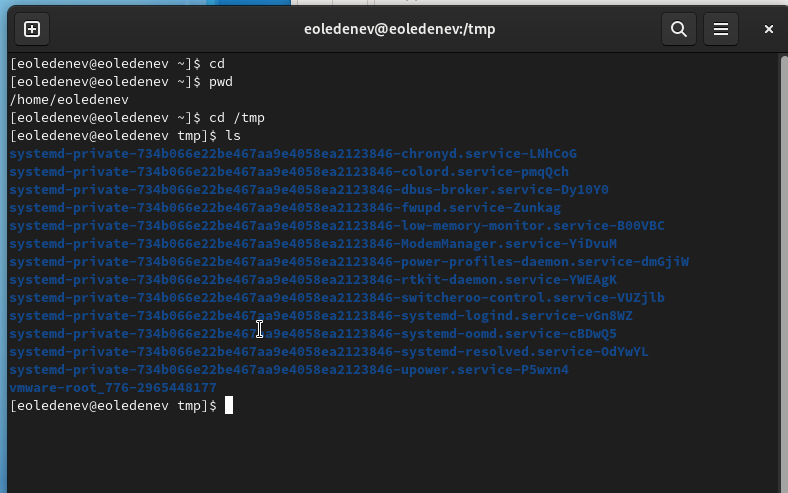 eoledenev@eoledenev:/tmp
[eoledenev@eoledenev ~]$ cd
[eoledenev@eoledenev ~]$ pwd
/home/eoledenev
[eoledenev@eoledenev ~]$ cd /tmp
[eoledenev@eoledenev tmp]$ ls
systemd-private-734b066e22be467aa9e4058ea2123846-chronyd.service-LNhCoG
systemd-private-734b066e22be467aa9e4058ea2123846-colord.service-pmqQch
systemd-private-734b066e22be467aa9e4058ea2123846-dbus-broker.service-Dy10Y0
systemd-private-734b066e22be467aa9e4058ea2123846-fwupd.service-Zunkag
systemd-private-734b066e22be467aa9e4058ea2123846-low-memory-monitor.service-B00VBC
systemd-private-734b066e22be467aa9e4058ea2123846-ModemManager.service-YiDvuM
systemd-private-734b066e22be467aa9e4058ea2123846-power-profiles-daemon.service-dmGjiW
systemd-private-734b066e22be467aa9e4058ea2123846-rtkit-daemon.service-YWEAgK
systemd-private-734b066e22be467aa9e4058ea2123846-switcheroo-control.service-VUZjlb
systemd-private-734b066e22be467aa9e4058ea2123846-systemd-logind.service-vGn8WZ
systemd-private-734b066e22be467aa9e4058ea2123846-systemd-oomd.service-cBDwQ5
systemd-private-734b066e22be467aa9e4058ea2123846-systemd-resolved.service-OdYwYL
systemd-private-734b066e22be467aa9e4058ea2123846-upower.service-P5wxn4
vmware-root_776-2965448177
[eoledenev@eoledenev tmp]$